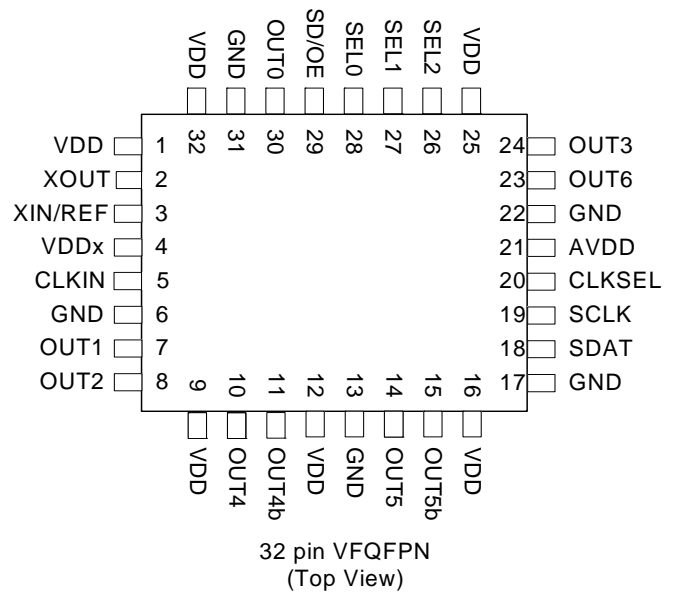 VDD GND OUT0 SD/OE SEL0 SEL1 SEL2 VDD
32 31 30 29 28 27 26 25
VDD 1 24 OUT3
XOUT 2 23 OUT6
XIN/REF 3 22 GND
VDDx 4 21 AVDD
CLKIN 5 20 CLKSEL
GND 6 19 SCLK
OUT1 7 18 SDAT
OUT2 8 17 GND
9 10 11 12 13 14 15 16
VDD OUT4 OUT4b VDD GND OUT5 OUT5b VDD
32 pin VFQFPN
(Top View)